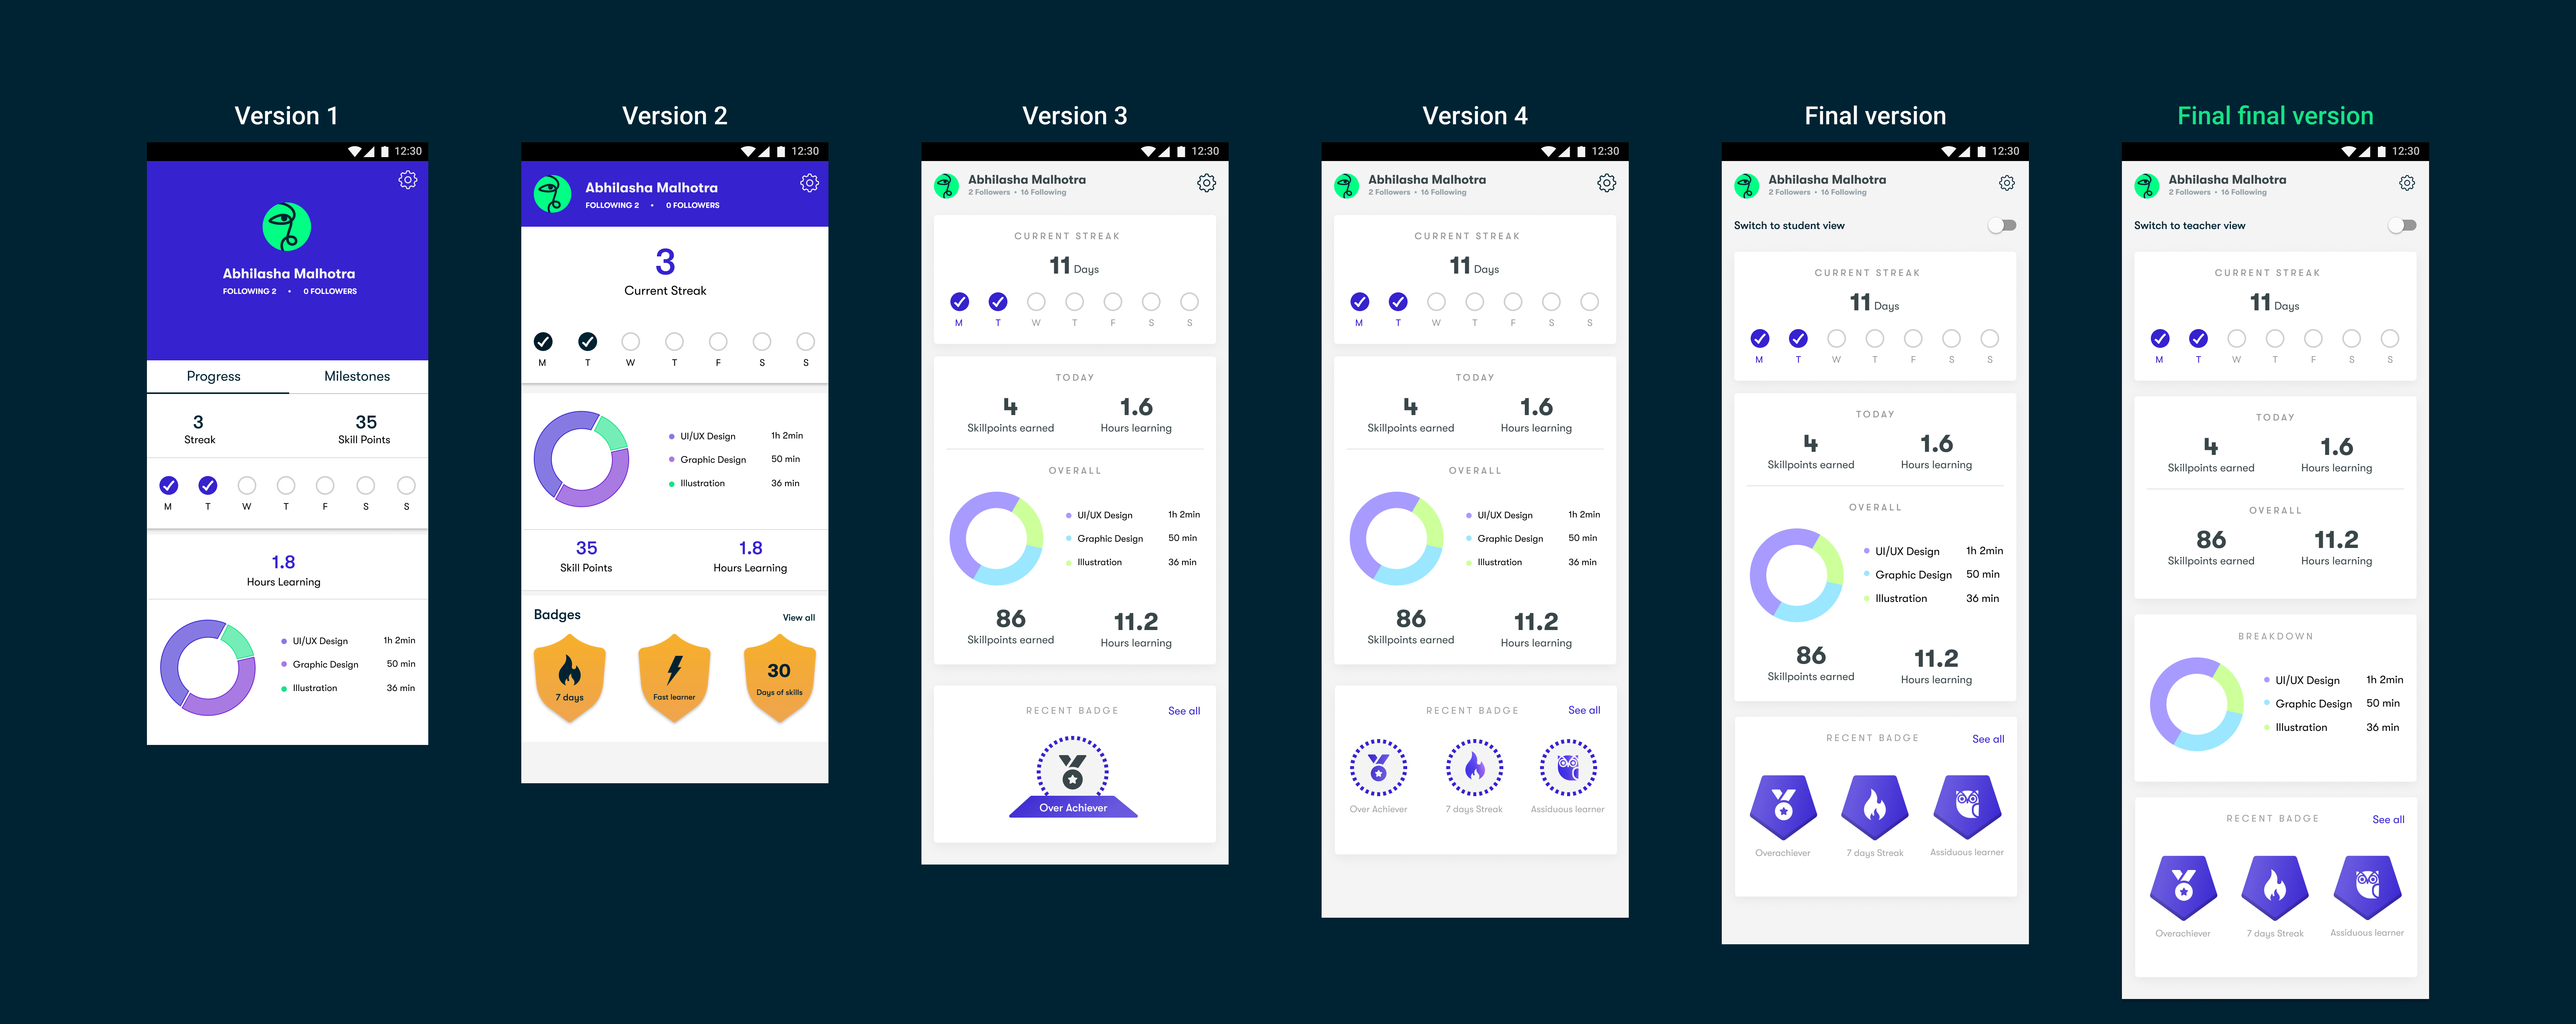 Version 1
12:30
Abhilasha Malhotra
FOLLOWING 2 • 0 FOLLOWERS
Progress Milestones
3 35
Streak Skill Points
M T W T F S S
1.8
Hours Learning
UI/UX Design 1h 2min
Graphic Design 50 min
Illustration 36 min
Version 2
12:30
Abhilasha Malhotra
FOLLOWING 2 • 0 FOLLOWERS
3
Current Streak
M T W T F S S
UI/UX Design 1h 2min
Graphic Design 50 min
Illustration 36 min
35 1.8
Skill Points Hours Learning
Badges View all
30
7 days Fast learner Days of skills
Version 3
12:30
Abhilasha Malhotra
2 Followers • 16 Following
CURRENT STREAK
11 Days
M T W T F S S
TODAY
4 1.6
Skillpoints earned Hours learning
OVERALL
UI/UX Design 1h 2min
Graphic Design 50 min
Illustration 36 min
86 11.2
Skillpoints earned Hours learning
RECENT BADGE See all
Over Achiever
Version 4
12:30
Abhilasha Malhotra
2 Followers • 16 Following
CURRENT STREAK
11 Days
M T W T F S S
TODAY
4 1.6
Skillpoints earned Hours learning
OVERALL
UI/UX Design 1h 2min
Graphic Design 50 min
Illustration 36 min
86 11.2
Skillpoints earned Hours learning
RECENT BADGE See all
Over Achiever 7 days Streak Assiduous learner
Final version
12:30
Abhilasha Malhotra
2 Followers • 16 Following
Switch to student view
CURRENT STREAK
11 Days
M T W T F S S
TODAY
4 1.6
Skillpoints earned Hours learning
OVERALL
UI/UX Design 1h 2min
Graphic Design 50 min
Illustration 36 min
86 11.2
Skillpoints earned Hours learning
RECENT BADGE See all
Overachiever 7 days Streak Assiduous learner
Final final version
12:30
Abhilasha Malhotra
2 Followers • 16 Following
Switch to teacher view
CURRENT STREAK
11 Days
M T W T F S S
TODAY
4 1.6
Skillpoints earned Hours learning
OVERALL
86 11.2
Skillpoints earned Hours learning
BREAKDOWN
UI/UX Design 1h 2min
Graphic Design 50 min
Illustration 36 min
RECENT BADGE See all
Overachiever 7 days Streak Assiduous learner